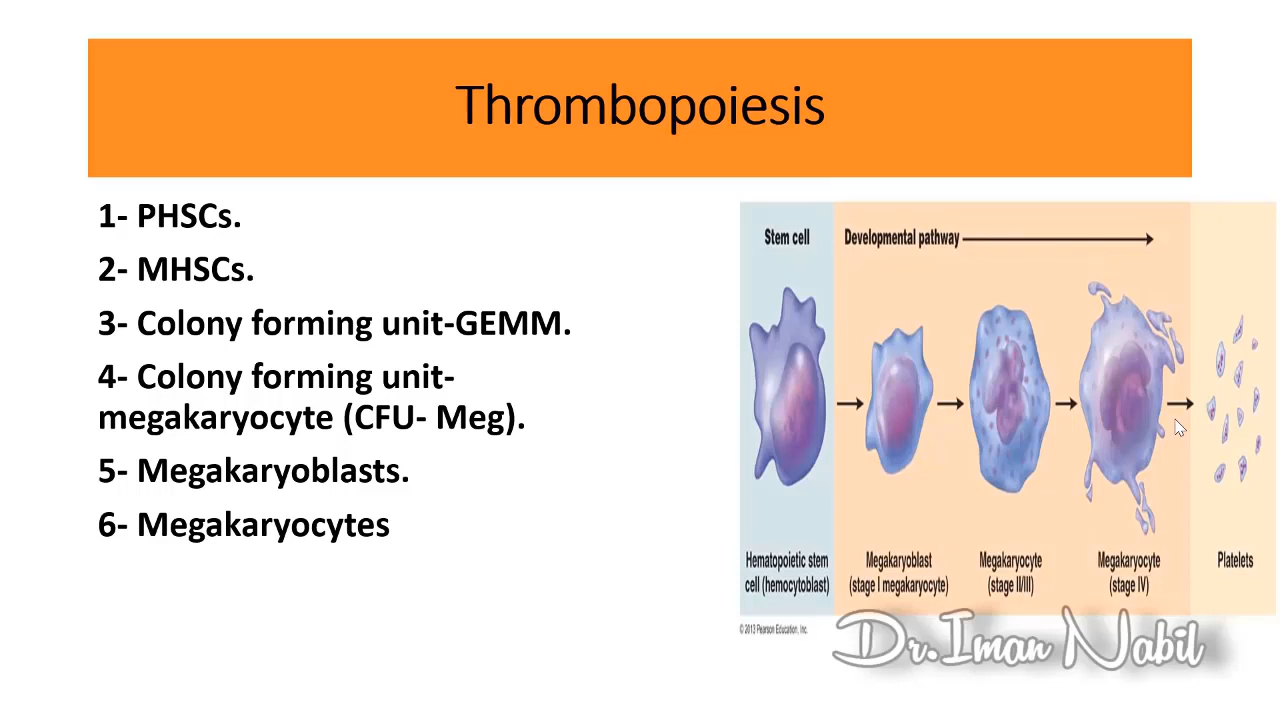 Thrombopoiesis
1- PHSCs.
2- MHSCs.
3- Colony forming unit-GEMM.
4- Colony forming unit-
megakaryocyte (CFU- Meg).
5- Megakaryoblasts.
6- Megakaryocytes
Stem cell
Developmental pathway
Hematopoietic stem
cell (hemocytoblast)
Megakaryoblast
(stage I megakaryocyte)
Megakaryocyte
(stage II/III)
Megakaryocyte
(stage IV)
Platelets
© 2013 Pearson Education, Inc.
Dr.Iman Nabil